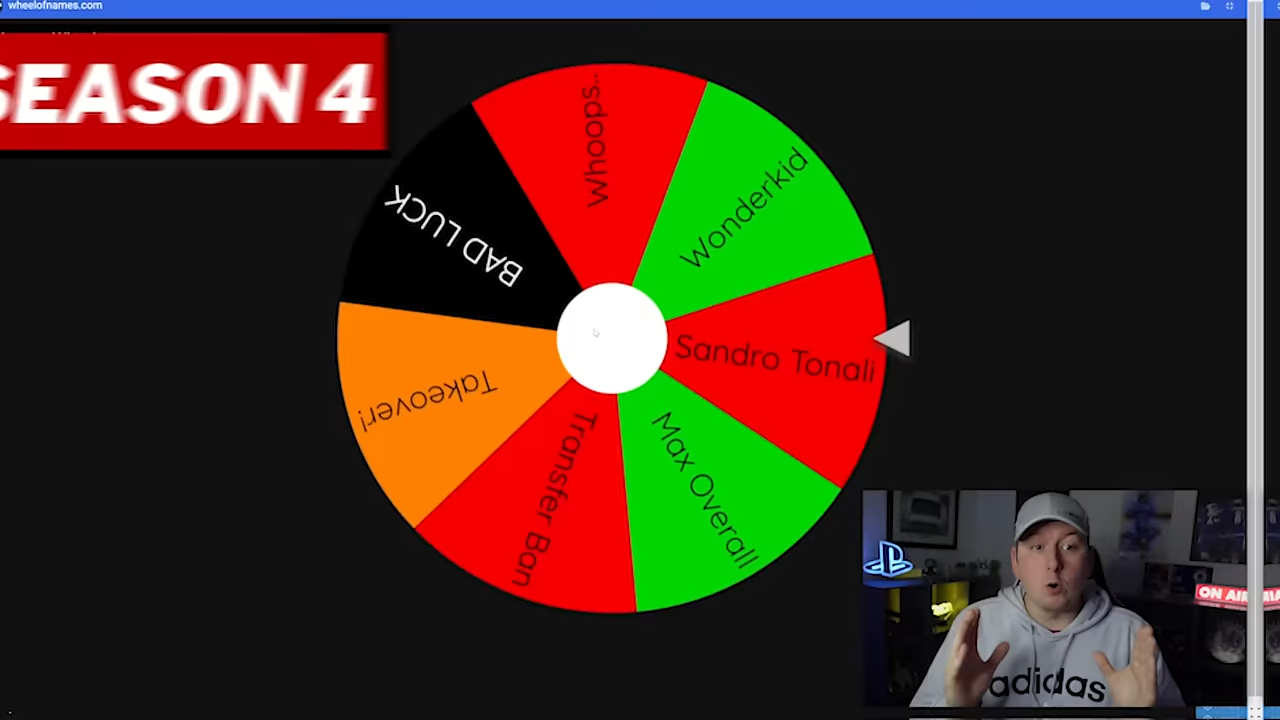 wheelofnames.com
SEASON 4
Whoops..
Wonderkid
BAD LUCK
Sandro Tonali
Takeover!
Max Overall
Transfer Ban
ON AIR
adidas